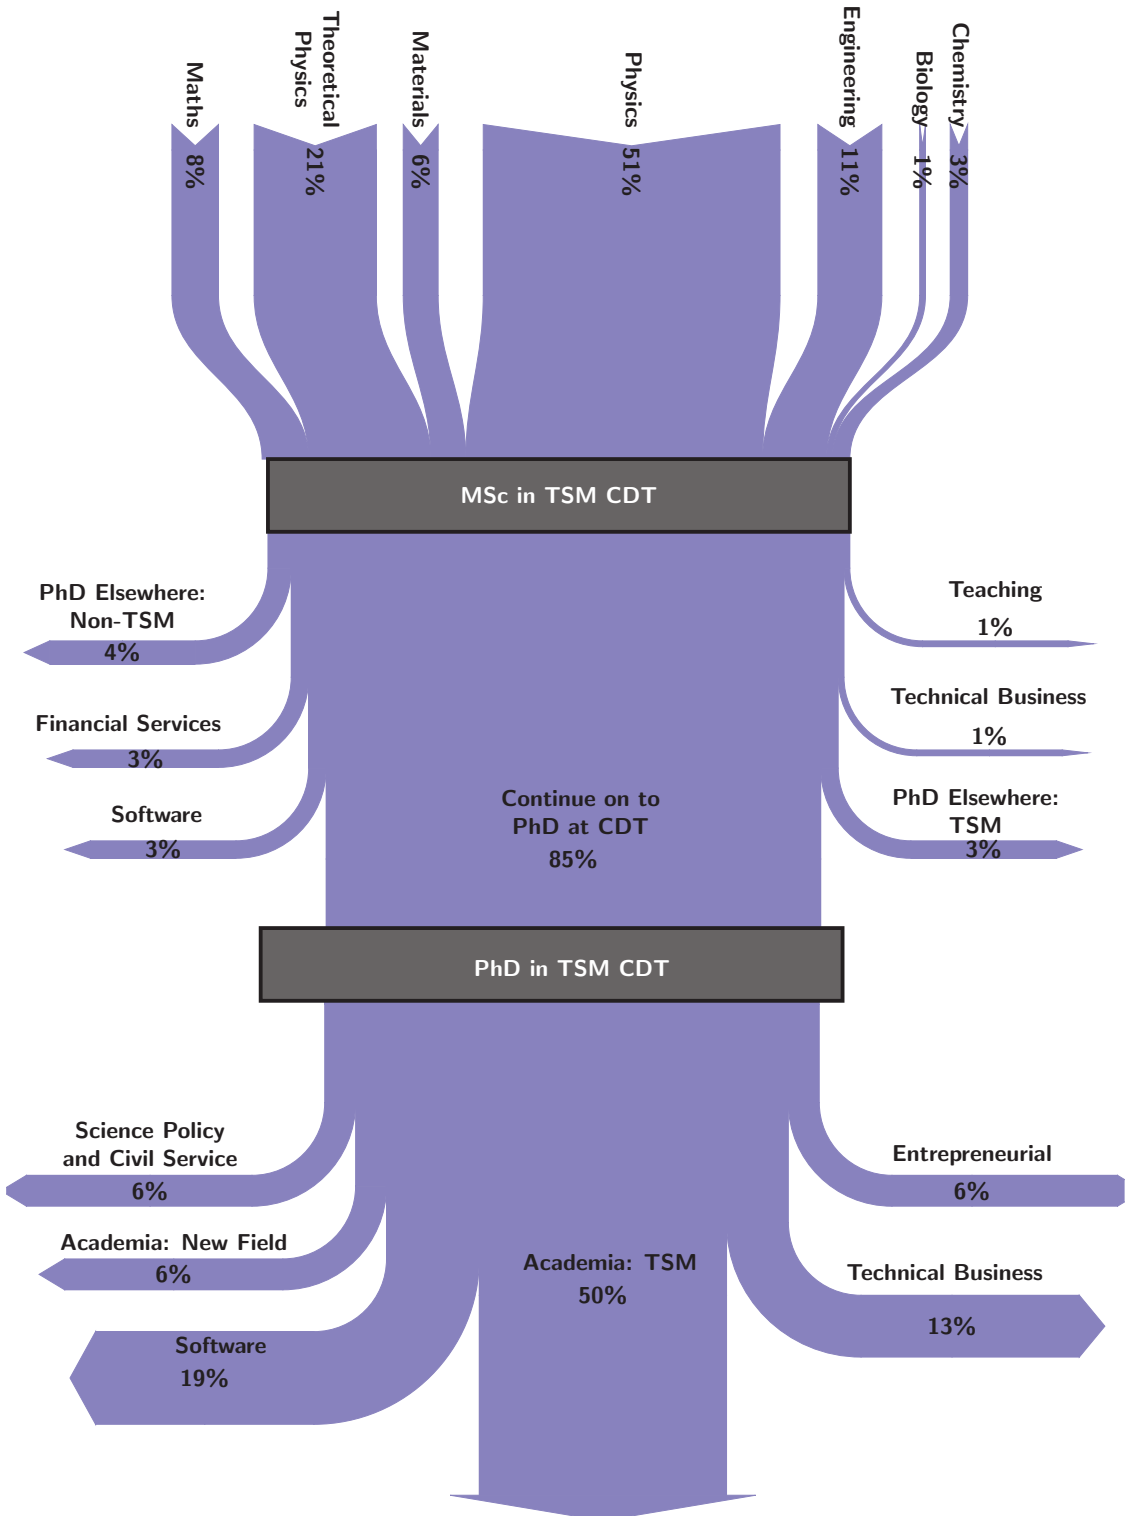 Maths
8%
Theoretical
Physics
21%
Materials
6%
Physics
51%
Engineering
11%
Biology
1%
Chemistry
3%
MSc in TSM CDT
PhD Elsewhere:
Non-TSM
4%
Teaching
1%
Financial Services
3%
Technical Business
1%
Software
3%
Continue on to
PhD at CDT
85%
PhD Elsewhere:
TSM
3%
PhD in TSM CDT
Science Policy
and Civil Service
6%
Entrepreneurial
6%
Academia: New Field
6%
Academia: TSM
50%
Technical Business
13%
Software
19%